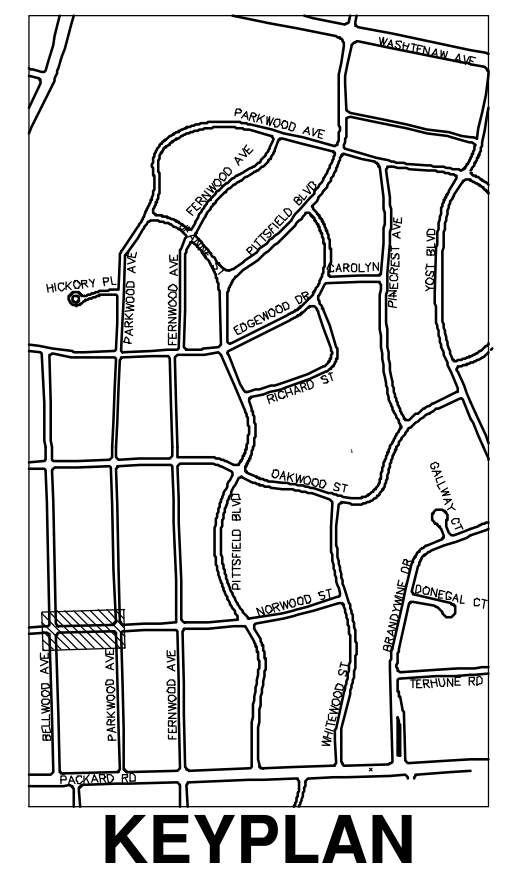 WASHTENAW AVE
PARKWOOD AVE
FERNWOOD AVE
PITTSFIELD BLVD
PINECREST AVE
YOST BLVD
CAROLYN
HICKORY PL
PARKWOOD AVE
FERNWOOD AVE
EDGEWOOD DR
RICHARD ST
OAKWOOD ST
GALLWAY CT
PITTSFIELD BLVD
BRANDYWINE DR
DONEGAL CT
NORWOOD ST
BELLWOOD AVE
PARKWOOD AVE
FERNWOOD AVE
WHITEWOOD ST
TERHUNE RD
PACKARD RD
KEYPLAN